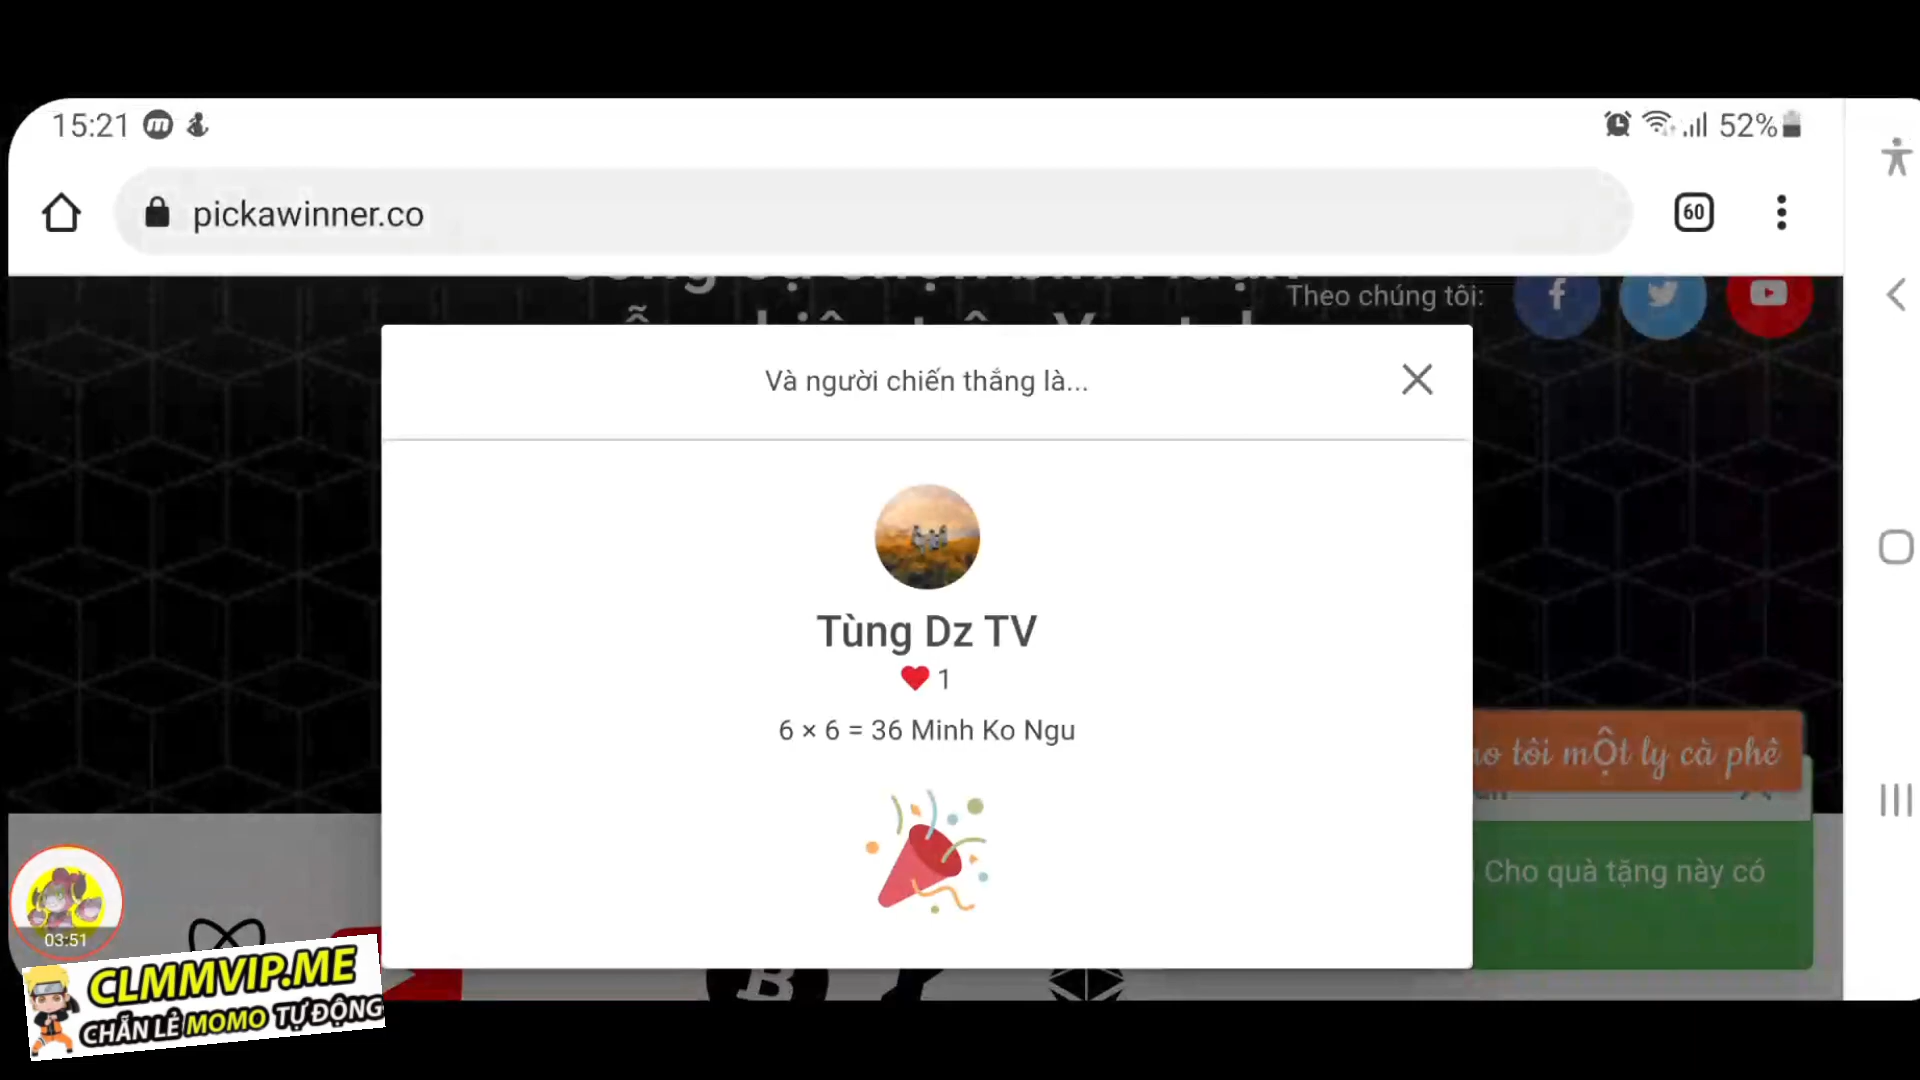 15:21
52%
pickawinner.co
60
Theo chúng tôi:
Và người chiến thắng là...
Tùng Dz TV
1
6 × 6 = 36 Minh Ko Ngu
tôi một ly cà phê
Cho quà tặng này có
03:51
CLMMVIP.ME
CHẴN LẺ MOMO TỰ ĐỘNG